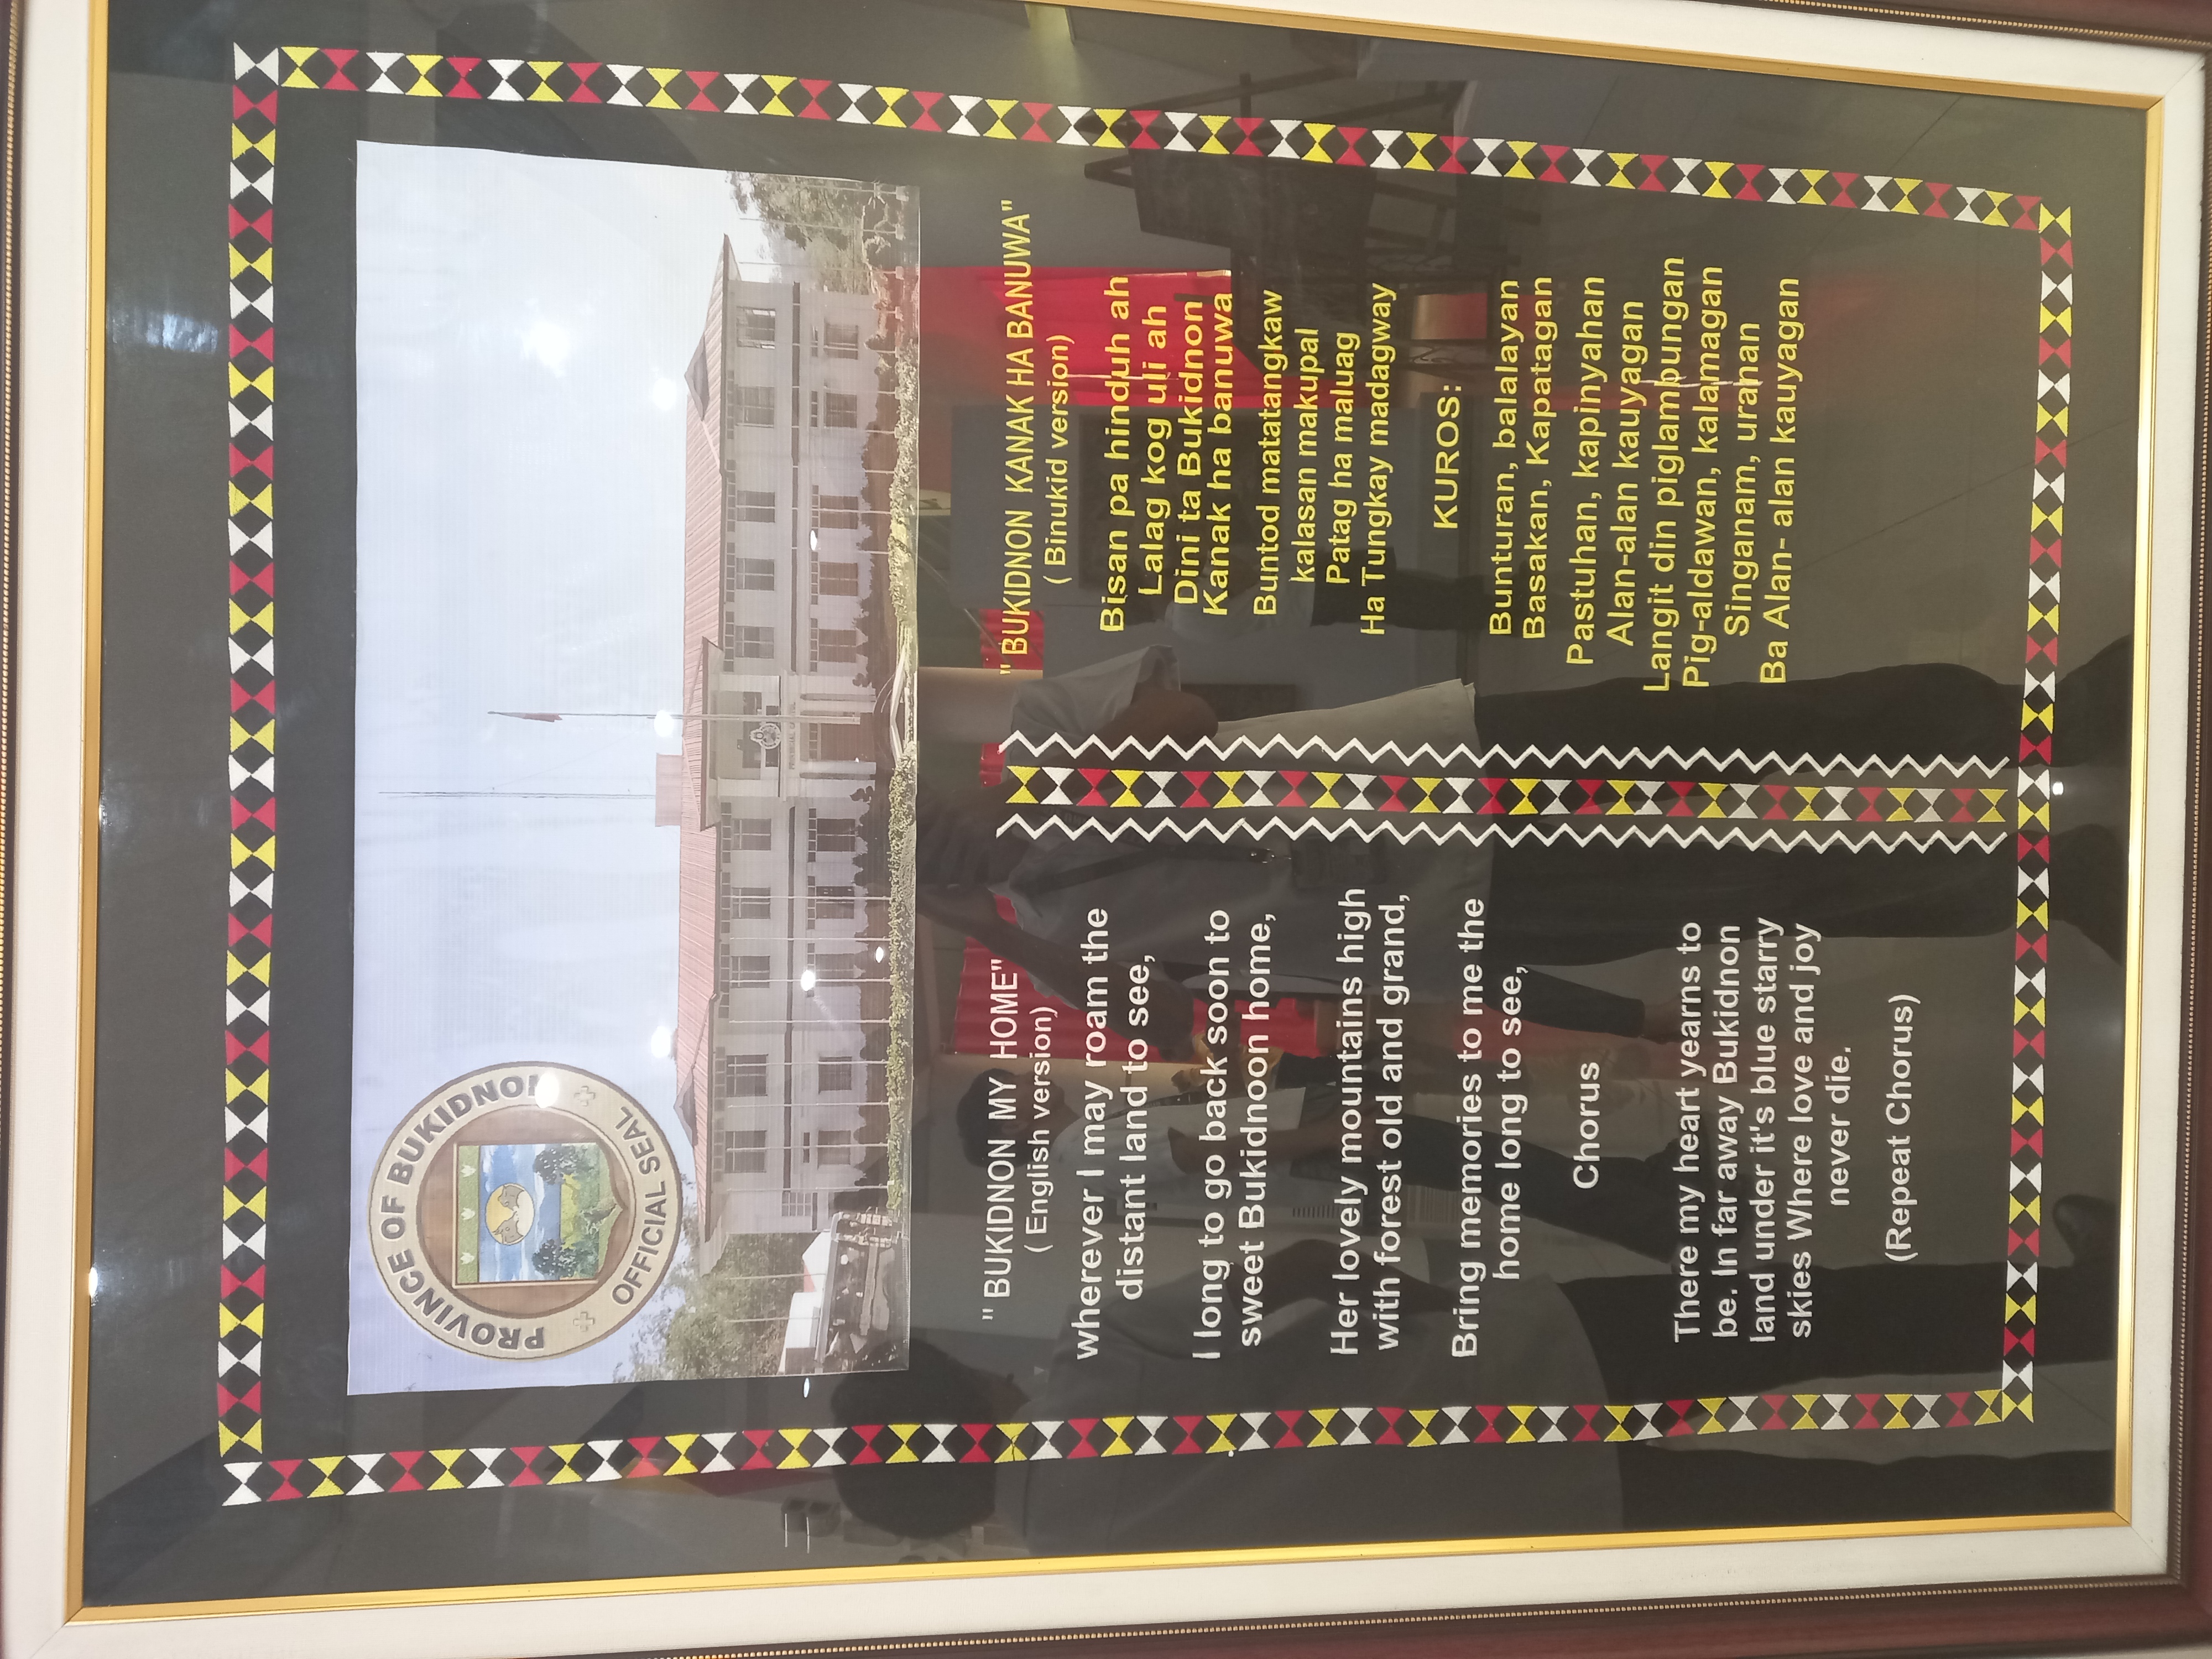 PROVINCE OF BUKIDNON
OFFICIAL SEAL
PROVINCIAL CAPITOL
" BUKIDNON MY HOME"
( English version)
wherever I may roam the
distant land to see,
I long to go back soon to
sweet Bukidnoon home,
Her lovely mountains high
with forest old and grand,
Bring memories to me the
home long to see,
Chorus
There my heart yearns to
be. In far away Bukidnon
land under it's blue starry
skies Where love and joy
never die.
(Repeat Chorus)
" BUKIDNON KANAK HA BANUWA"
( Binukid version)
Bisan pa hinduh ah
Lalag kog uli ah
Dini ta Bukidnon
Kanak ha banuwa
Buntod matatangkaw
kalasan makupal
Patag ha maluag
Ha Tungkay madagway
KUROS:
Bunturan, balalayan
Basakan, Kapatagan
Pastuhan, kapinyahan
Alan-alan kauyagan
Langit din piglambungan
Pig-aldawan, kalamagan
Singanam, uranan
Ba Alan- alan kauyagan